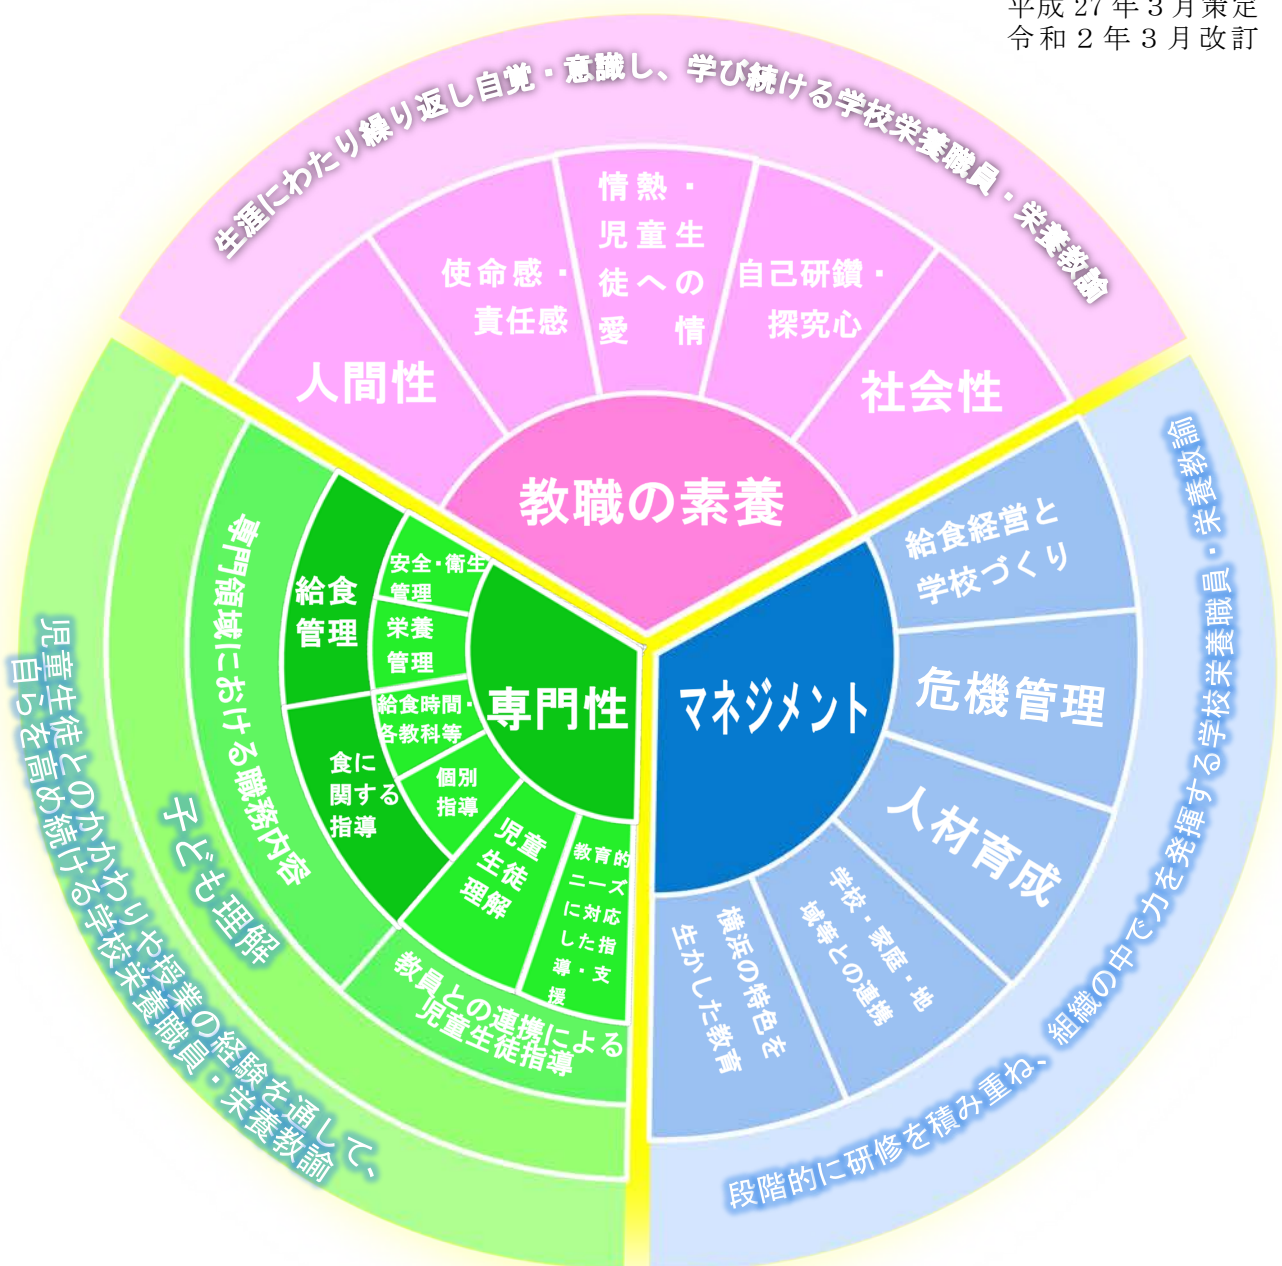 平成 27 年 3 月策定
令和 2 年 3 月改訂
生涯にわたり繰り返し自覚・意識し、学び続ける学校栄養職員・栄養教諭
人間性
使命感・
責任感
情熱・
児童生
徒への
愛情
自己研鑽・
探究心
社会性
教職の素養
給食経営と
学校づくり
危機管理
人材育成
学校・家庭・地
域等との連携
横浜の特色を
生かした教育
マネジメント
段階的に研修を積み重ね、組織の中で力を発揮する学校栄養職員・栄養教諭
専門性
安全・衛生
管理
栄養
管理
給食時間・
各教科等
個別
指導
児童
生徒
理解
教育的
ニーズ
に対応
した指
導・支
援
給食
管理
食に
関する
指導
専門領域における職務内容
教員との連携による
児童生徒指導
子ども理解
児童生徒とのかかわりや授業の経験を通して、
自らを高め続ける学校栄養職員・栄養教諭